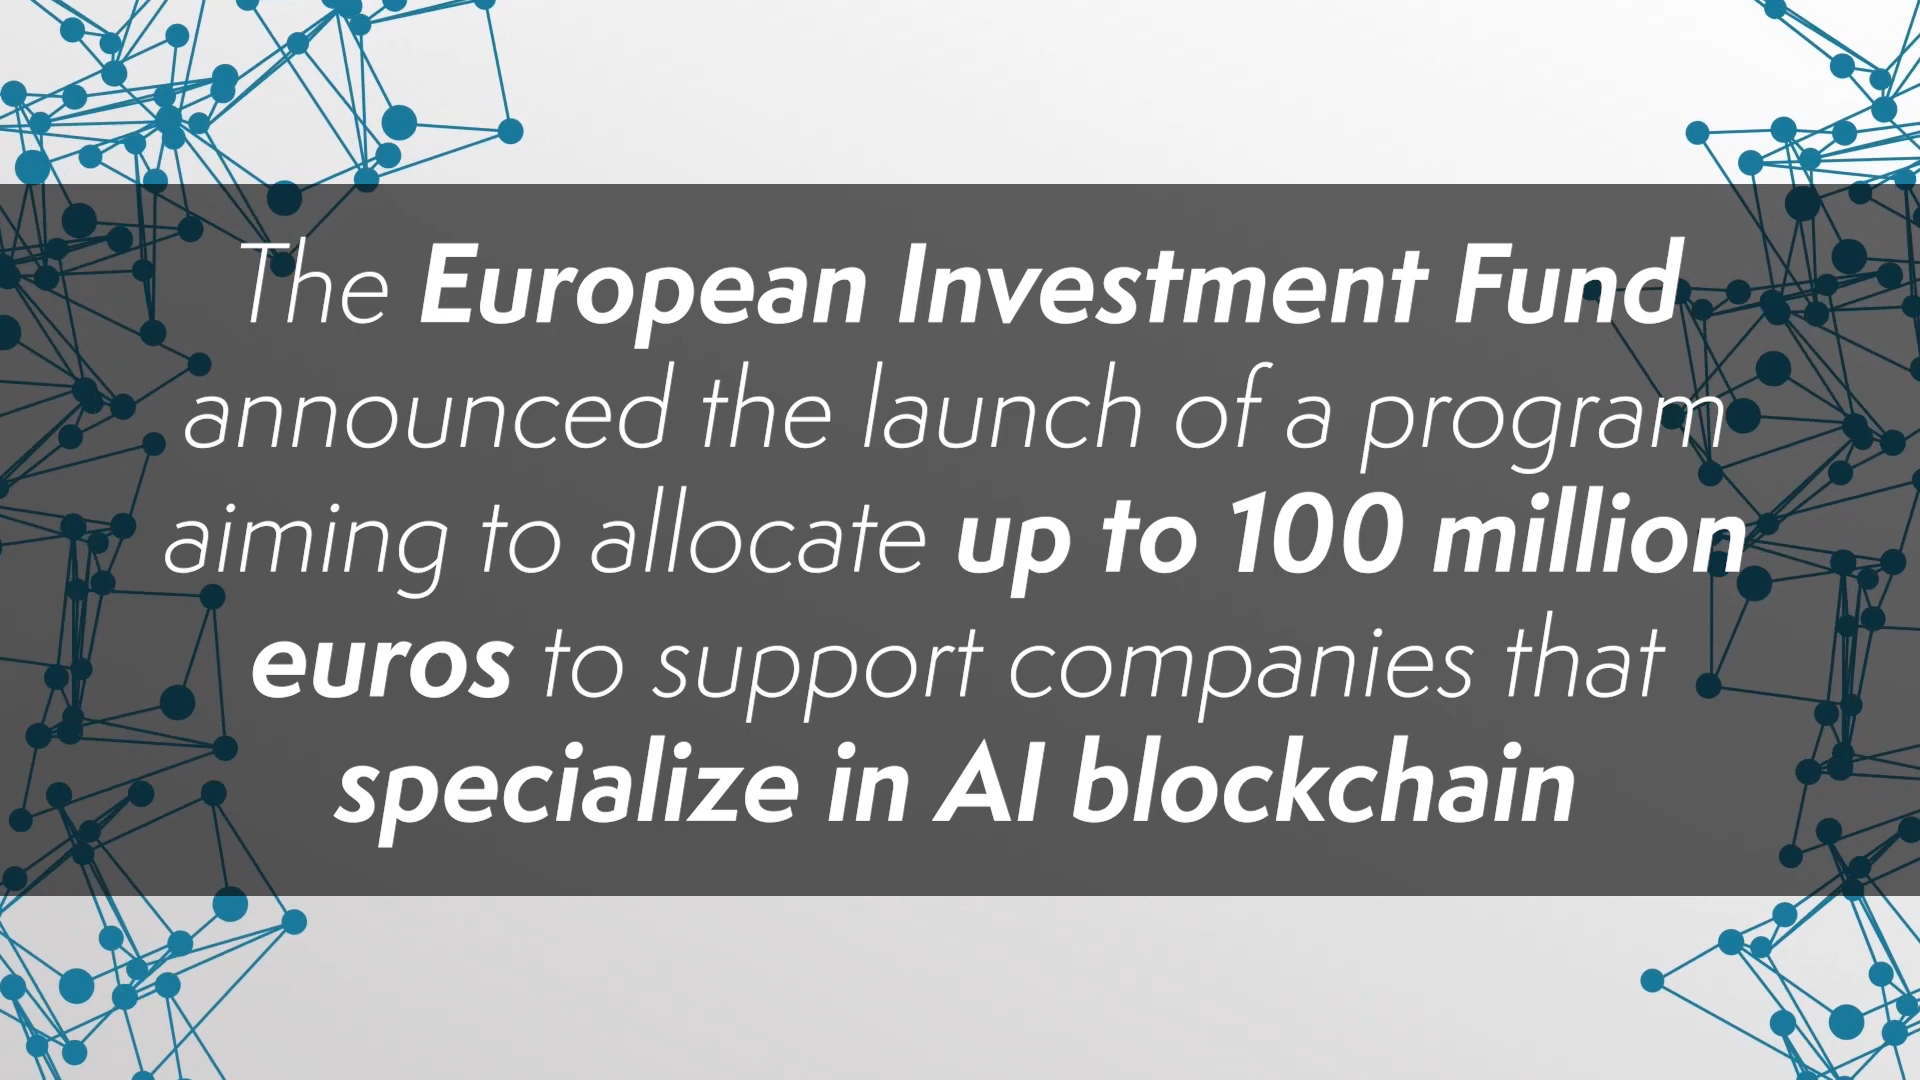 The European Investment Fund
announced the launch of a program
aiming to allocate up to 100 million
euros to support companies that
specialize in AI blockchain